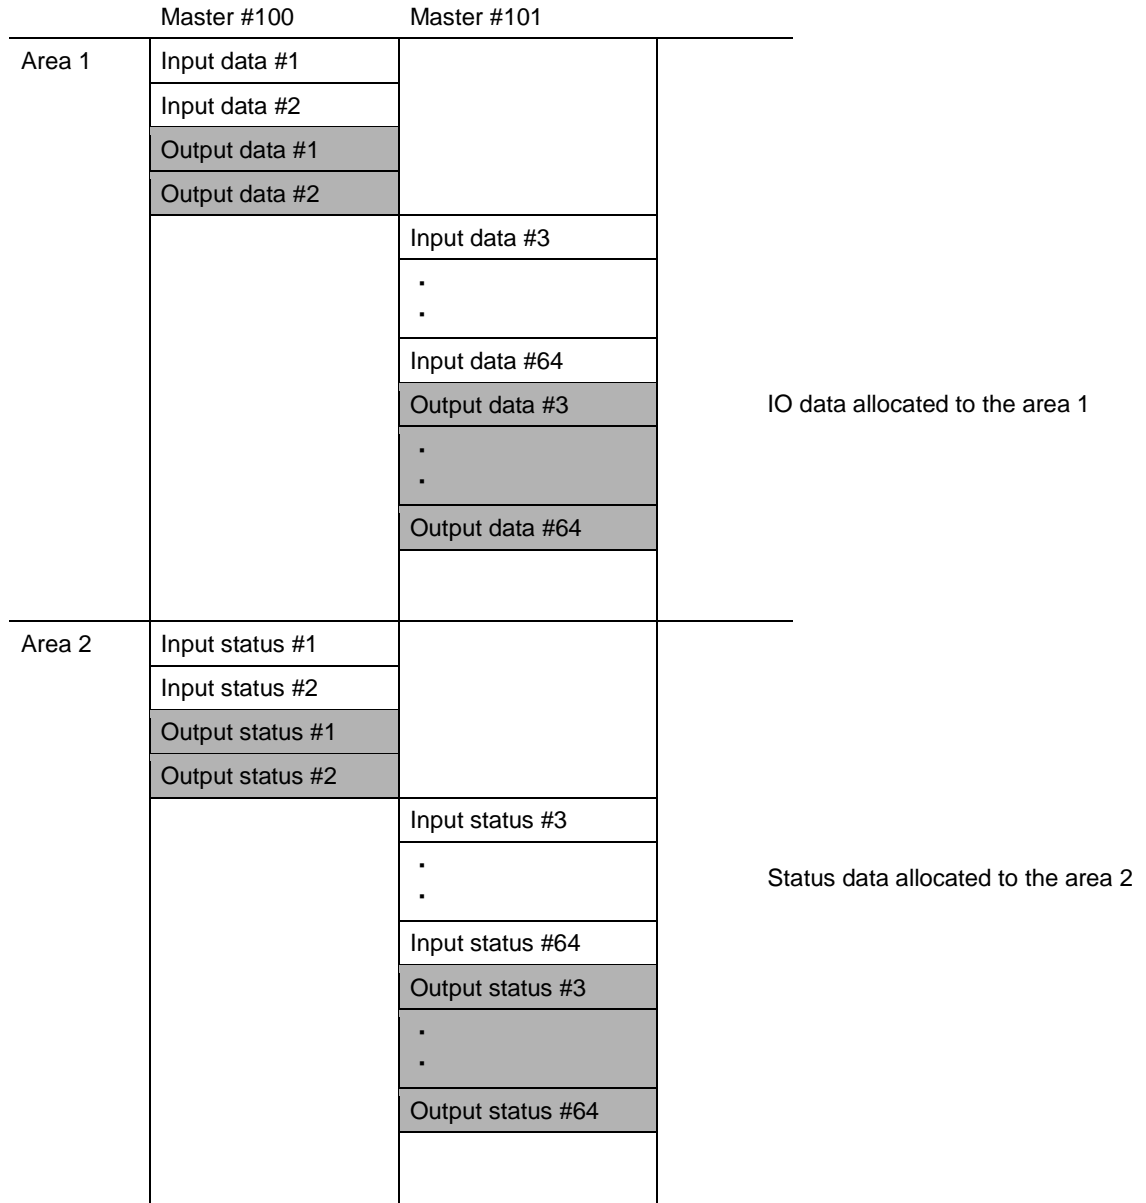 Master #100 Master #101
Area 1 Input data #1
Input data #2
Output data #1
Output data #2
Input data #3
Input data #64
Output data #3 IO data allocated to the area 1
Output data #64
Area 2 Input status #1
Input status #2
Output status #1
Output status #2
Input status #3
Status data allocated to the area 2
Input status #64
Output status #3
Output status #64